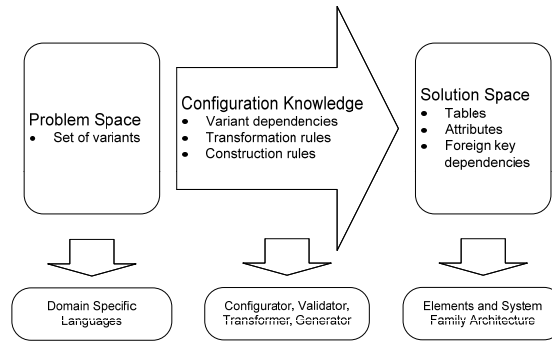 Problem Space
• Set of variants
Configuration Knowledge
• Variant dependencies
• Transformation rules
• Construction rules
Solution Space
• Tables
• Attributes
• Foreign key
dependencies
Domain Specific
Languages
Configurator, Validator,
Transformer, Generator
Elements and System
Family Architecture